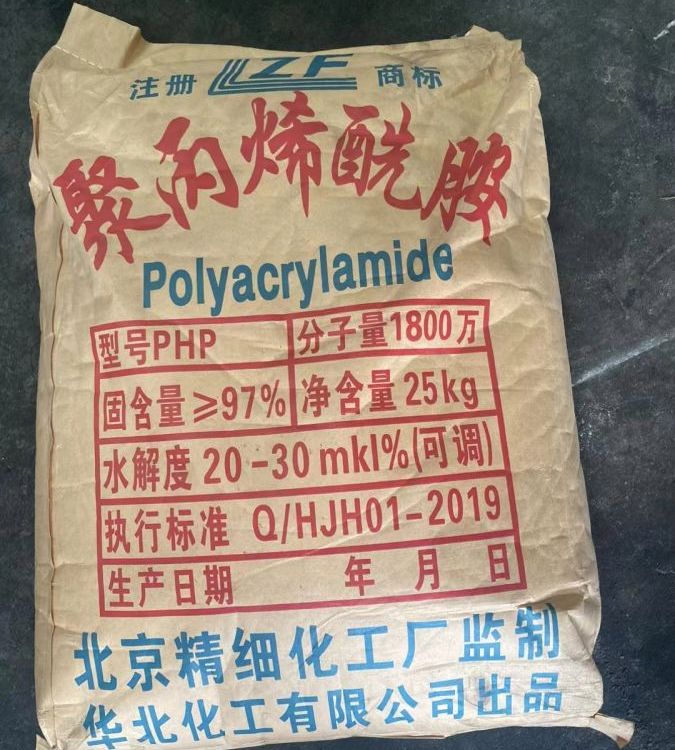 注册 LZF 商标
聚丙烯酰胺
Polyacrylamide
型号PHP 分子量1800万
固含量≥97% 净含量25kg
水解度20-30mkl%(可调)
执行标准 Q/HJH01-2019
生产日期 年 月 日
北京精细化工厂监制
华北化工有限公司出品